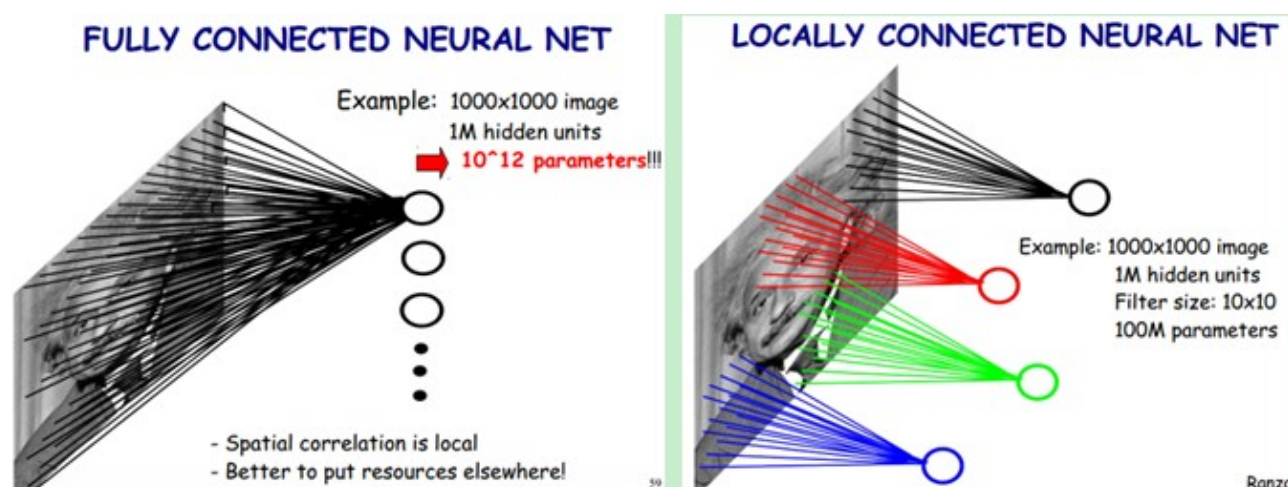 FULLY CONNECTED NEURAL NET
Example: 1000x1000 image
1M hidden units
10^12 parameters!!!
- Spatial correlation is local
- Better to put resources elsewhere!
59
LOCALLY CONNECTED NEURAL NET
Example: 1000x1000 image
1M hidden units
Filter size: 10x10
100M parameters